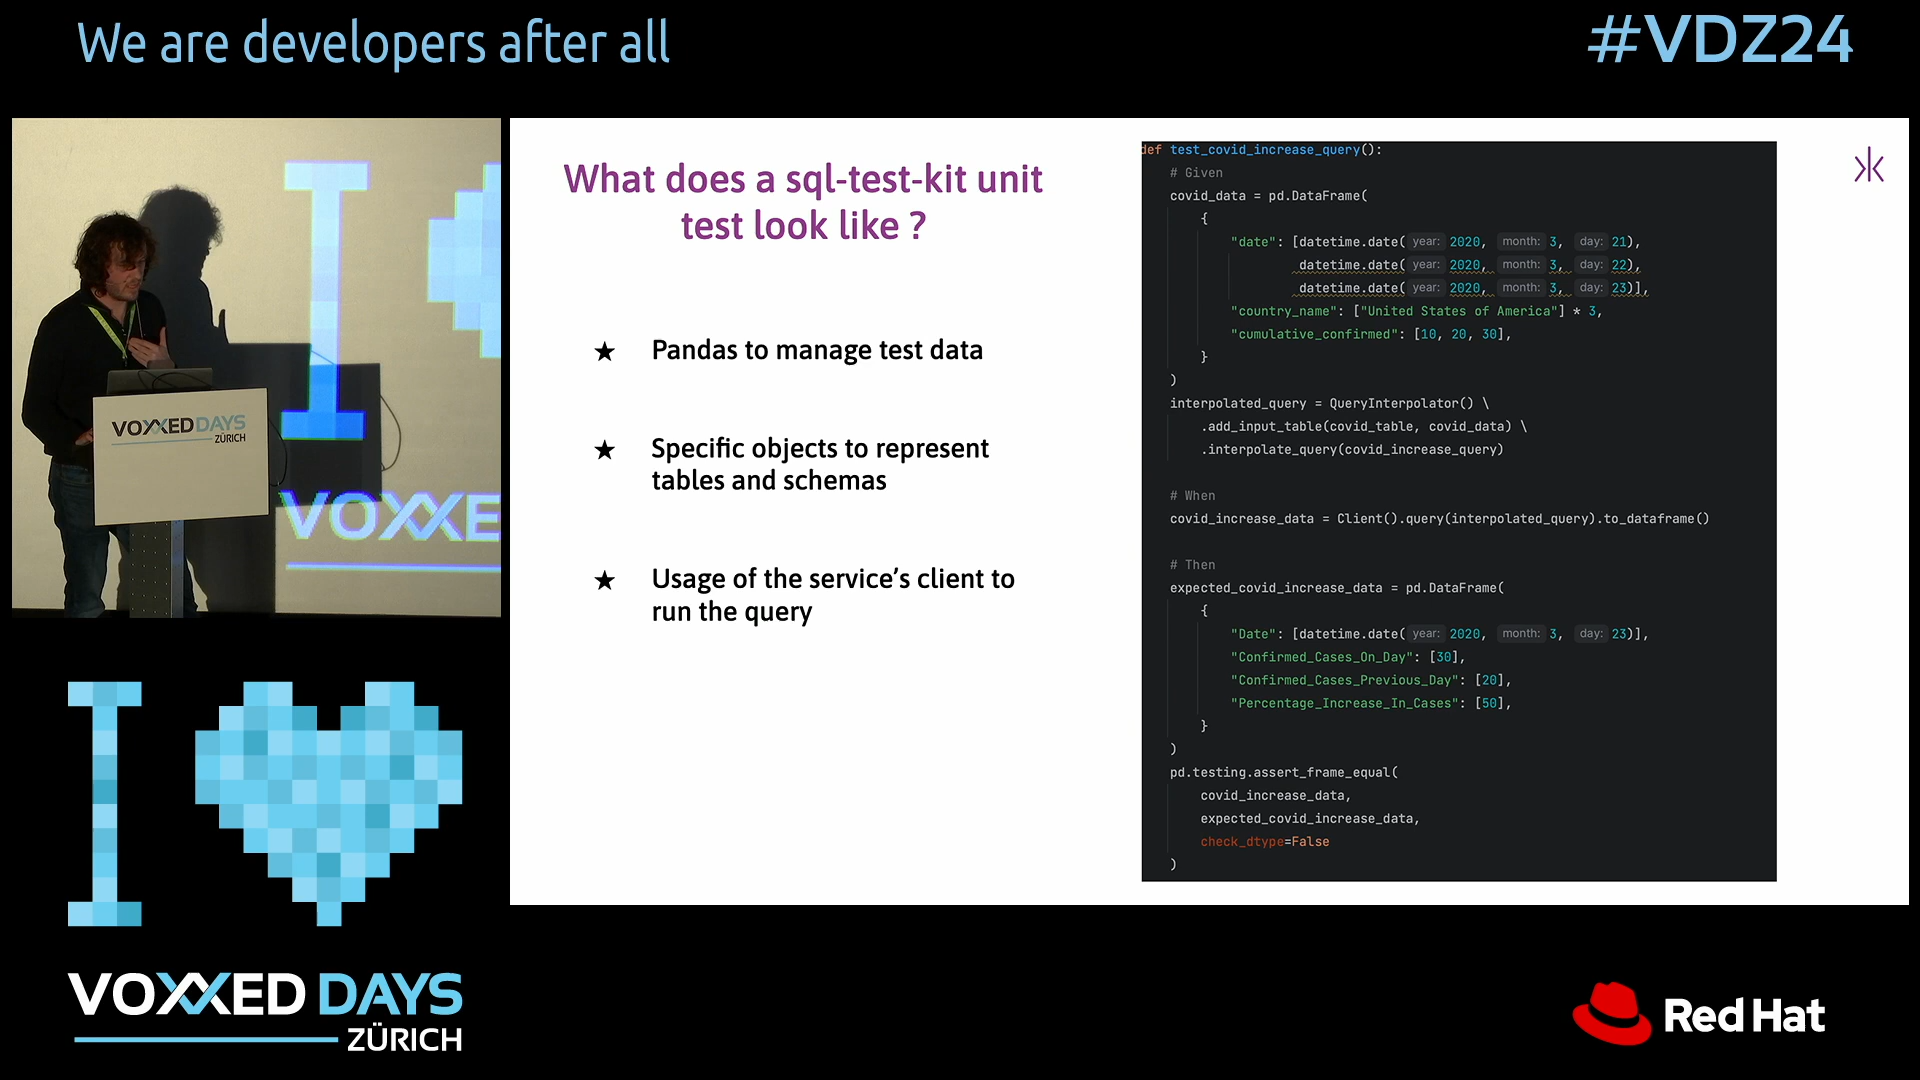 We are developers after all
#VDZ24
VOXXED DAYS
ZÜRICH
I
VOXXE
What does a sql-test-kit unit
test look like ?
★ Pandas to manage test data
★ Specific objects to represent
tables and schemas
★ Usage of the service’s client to
run the query
def test_covid_increase_query():
# Given
covid_data = pd.DataFrame(
{
"date": [datetime.date( year: 2020, month: 3, day: 21),
datetime.date( year: 2020, month: 3, day: 22),
datetime.date( year: 2020, month: 3, day: 23)],
"country_name": ["United States of America"] * 3,
"cumulative_confirmed": [10, 20, 30],
}
)
interpolated_query = QueryInterpolator() \
.add_input_table(covid_table, covid_data) \
.interpolate_query(covid_increase_query)
# When
covid_increase_data = Client().query(interpolated_query).to_dataframe()
# Then
expected_covid_increase_data = pd.DataFrame(
{
"Date": [datetime.date( year: 2020, month: 3, day: 23)],
"Confirmed_Cases_On_Day": [30],
"Confirmed_Cases_Previous_Day": [20],
"Percentage_Increase_In_Cases": [50],
}
)
pd.testing.assert_frame_equal(
covid_increase_data,
expected_covid_increase_data,
check_dtype=False
)
I
VOXXED DAYS
ZÜRICH
Red Hat